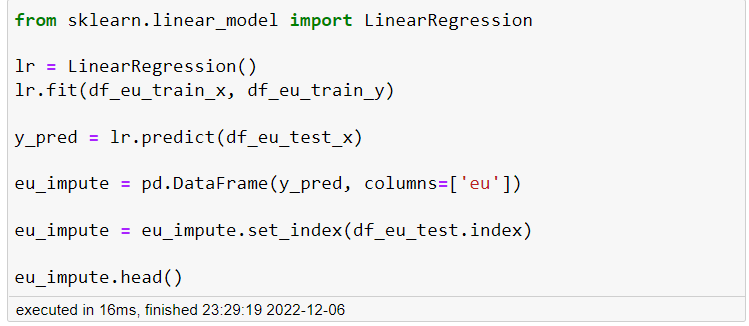 from sklearn.linear_model import LinearRegression
lr = LinearRegression()
lr.fit(df_eu_train_x, df_eu_train_y)
y_pred = lr.predict(df_eu_test_x)
eu_impute = pd.DataFrame(y_pred, columns=['eu'])
eu_impute = eu_impute.set_index(df_eu_test.index)
eu_impute.head()
executed in 16ms, finished 23:29:19 2022-12-06